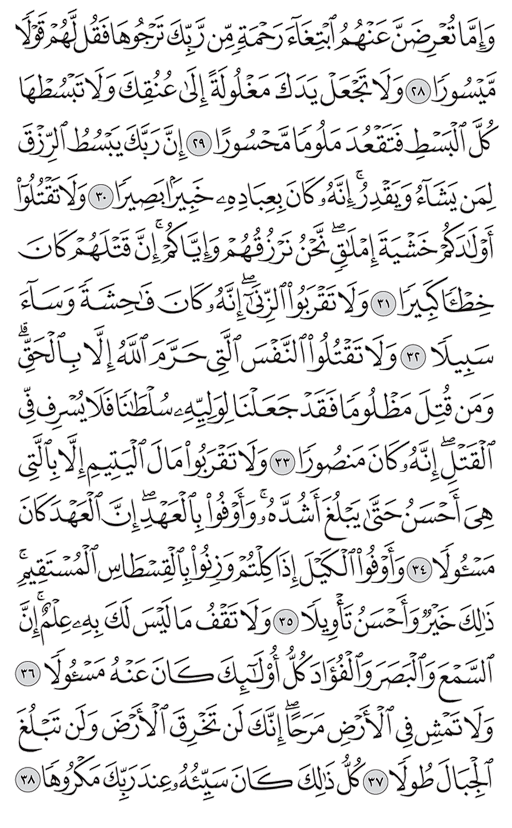 وَإِمَّا تُعۡرِضَنَّ عَنۡهُمُ ٱبۡتِغَآءَ رَحۡمَةٖ مِّن رَّبِّكَ تَرۡجُوهَا فَقُل لَّهُمۡ قَوۡلٗا
مَّيۡسُورٗا ٢٨ وَلَا تَجۡعَلۡ يَدَكَ مَغۡلُولَةً إِلَىٰ عُنُقِكَ وَلَا تَبۡسُطۡهَا
كُلَّ ٱلۡبَسۡطِ فَتَقۡعُدَ مَلُومٗا مَّحۡسُورًا ٢٩ إِنَّ رَبَّكَ يَبۡسُطُ ٱلرِّزۡقَ
لِمَن يَشَآءُ وَيَقۡدِرُۚ إِنَّهُۥ كَانَ بِعِبَادِهِۦ خَبِيرَۢا بَصِيرٗا ٣٠ وَلَا تَقۡتُلُوٓاْ
أَوۡلَٰدَكُمۡ خَشۡيَةَ إِمۡلَٰقٖۖ نَّحۡنُ نَرۡزُقُهُمۡ وَإِيَّاكُمۡۚ إِنَّ قَتۡلَهُمۡ كَانَ
خِطۡـٔٗا كَبِيرٗا ٣١ وَلَا تَقۡرَبُواْ ٱلزِّنَىٰٓۖ إِنَّهُۥ كَانَ فَٰحِشَةٗ وَسَآءَ
سَبِيلٗا ٣٢ وَلَا تَقۡتُلُواْ ٱلنَّفۡسَ ٱلَّتِي حَرَّمَ ٱللَّهُ إِلَّا بِٱلۡحَقِّۗ
وَمَن قُتِلَ مَظۡلُومٗا فَقَدۡ جَعَلۡنَا لِوَلِيِّهِۦ سُلۡطَٰنٗا فَلَا يُسۡرِف فِّي
ٱلۡقَتۡلِۖ إِنَّهُۥ كَانَ مَنصُورٗا ٣٣ وَلَا تَقۡرَبُواْ مَالَ ٱلۡيَتِيمِ إِلَّا بِٱلَّتِي
هِيَ أَحۡسَنُ حَتَّىٰ يَبۡلُغَ أَشُدَّهُۥۚ وَأَوۡفُواْ بِٱلۡعَهۡدِۖ إِنَّ ٱلۡعَهۡدَ كَانَ
مَسۡـُٔولٗا ٣٤ وَأَوۡفُواْ ٱلۡكَيۡلَ إِذَا كِلۡتُمۡ وَزِنُواْ بِٱلۡقِسۡطَاسِ ٱلۡمُسۡتَقِيمِۚ
ذَٰلِكَ خَيۡرٞ وَأَحۡسَنُ تَأۡوِيلٗا ٣٥ وَلَا تَقۡفُ مَا لَيۡسَ لَكَ بِهِۦ عِلۡمٌۚ إِنَّ
ٱلسَّمۡعَ وَٱلۡبَصَرَ وَٱلۡفُؤَادَ كُلُّ أُوْلَٰٓئِكَ كَانَ عَنۡهُ مَسۡـُٔولٗا ٣٦
وَلَا تَمۡشِ فِي ٱلۡأَرۡضِ مَرَحًاۖ إِنَّكَ لَن تَخۡرِقَ ٱلۡأَرۡضَ وَلَن تَبۡلُغَ
ٱلۡجِبَالَ طُولٗا ٣٧ كُلُّ ذَٰلِكَ كَانَ سَيِّئُهُۥ عِندَ رَبِّكَ مَكۡرُوهٗا ٣٨